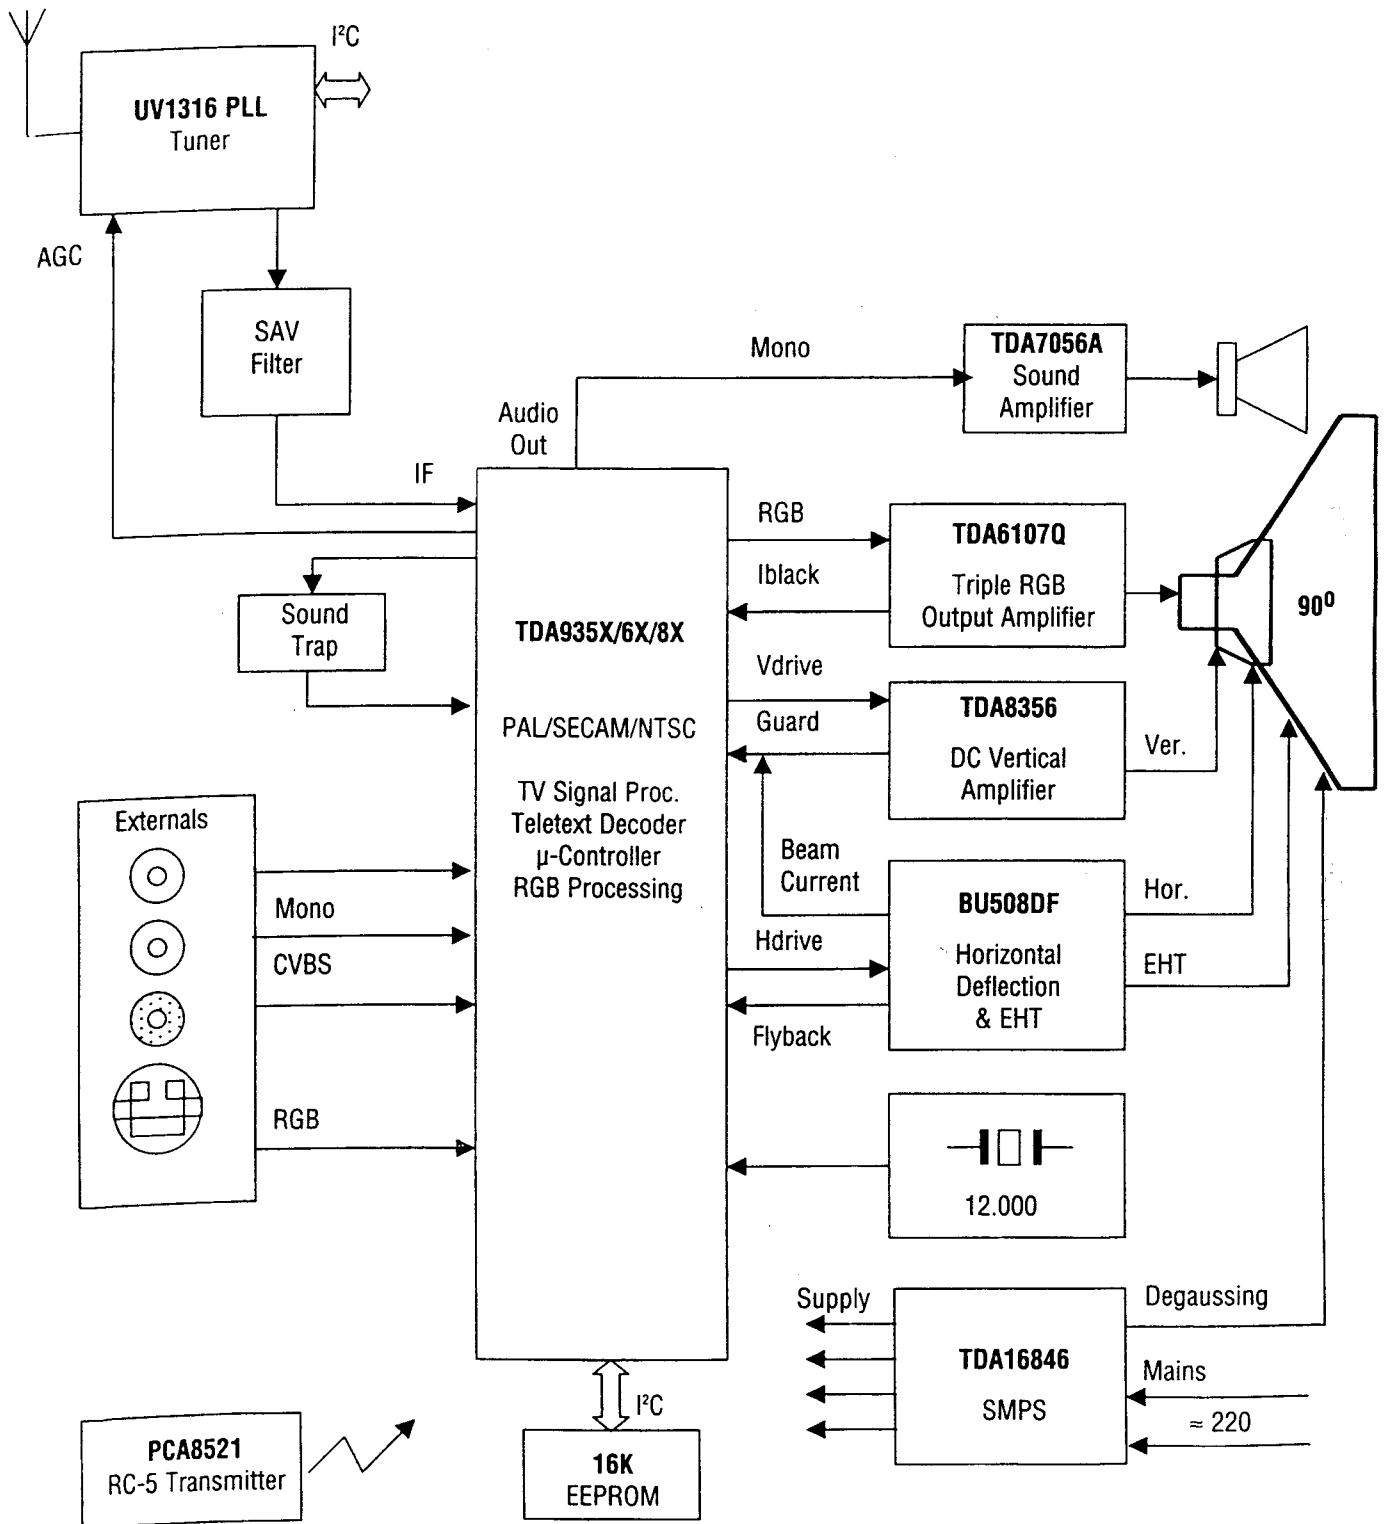 I²C
UV1316 PLL
Tuner
AGC
SAV
Filter
IF
Audio
Out
Mono
TDA7056A
Sound
Amplifier
Sound
Trap
TDA935X/6X/8X
PAL/SECAM/NTSC
TV Signal Proc.
Teletext Decoder
µ-Controller
RGB Processing
RGB
Iblack
TDA6107Q
Triple RGB
Output Amplifier
90⁰
Vdrive
Guard
TDA8356
DC Vertical
Amplifier
Ver.
Beam
Current
BU508DF
Horizontal
Deflection
& EHT
Hor.
EHT
Hdrive
Flyback
Externals
Mono
CVBS
RGB
12.000
Supply
TDA16846
SMPS
Degaussing
Mains
≈ 220
I²C
16K
EEPROM
PCA8521
RC-5 Transmitter